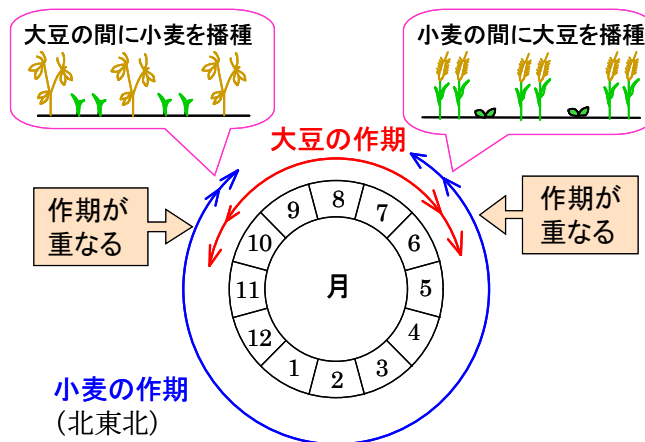 大豆の間に小麦を播種
小麦の間に大豆を播種
大豆の作期
作期が
重なる
作期が
重なる
8
7
6
5
4
3
2
1
12
11
10
9
月
小麦の作期
(北東北)